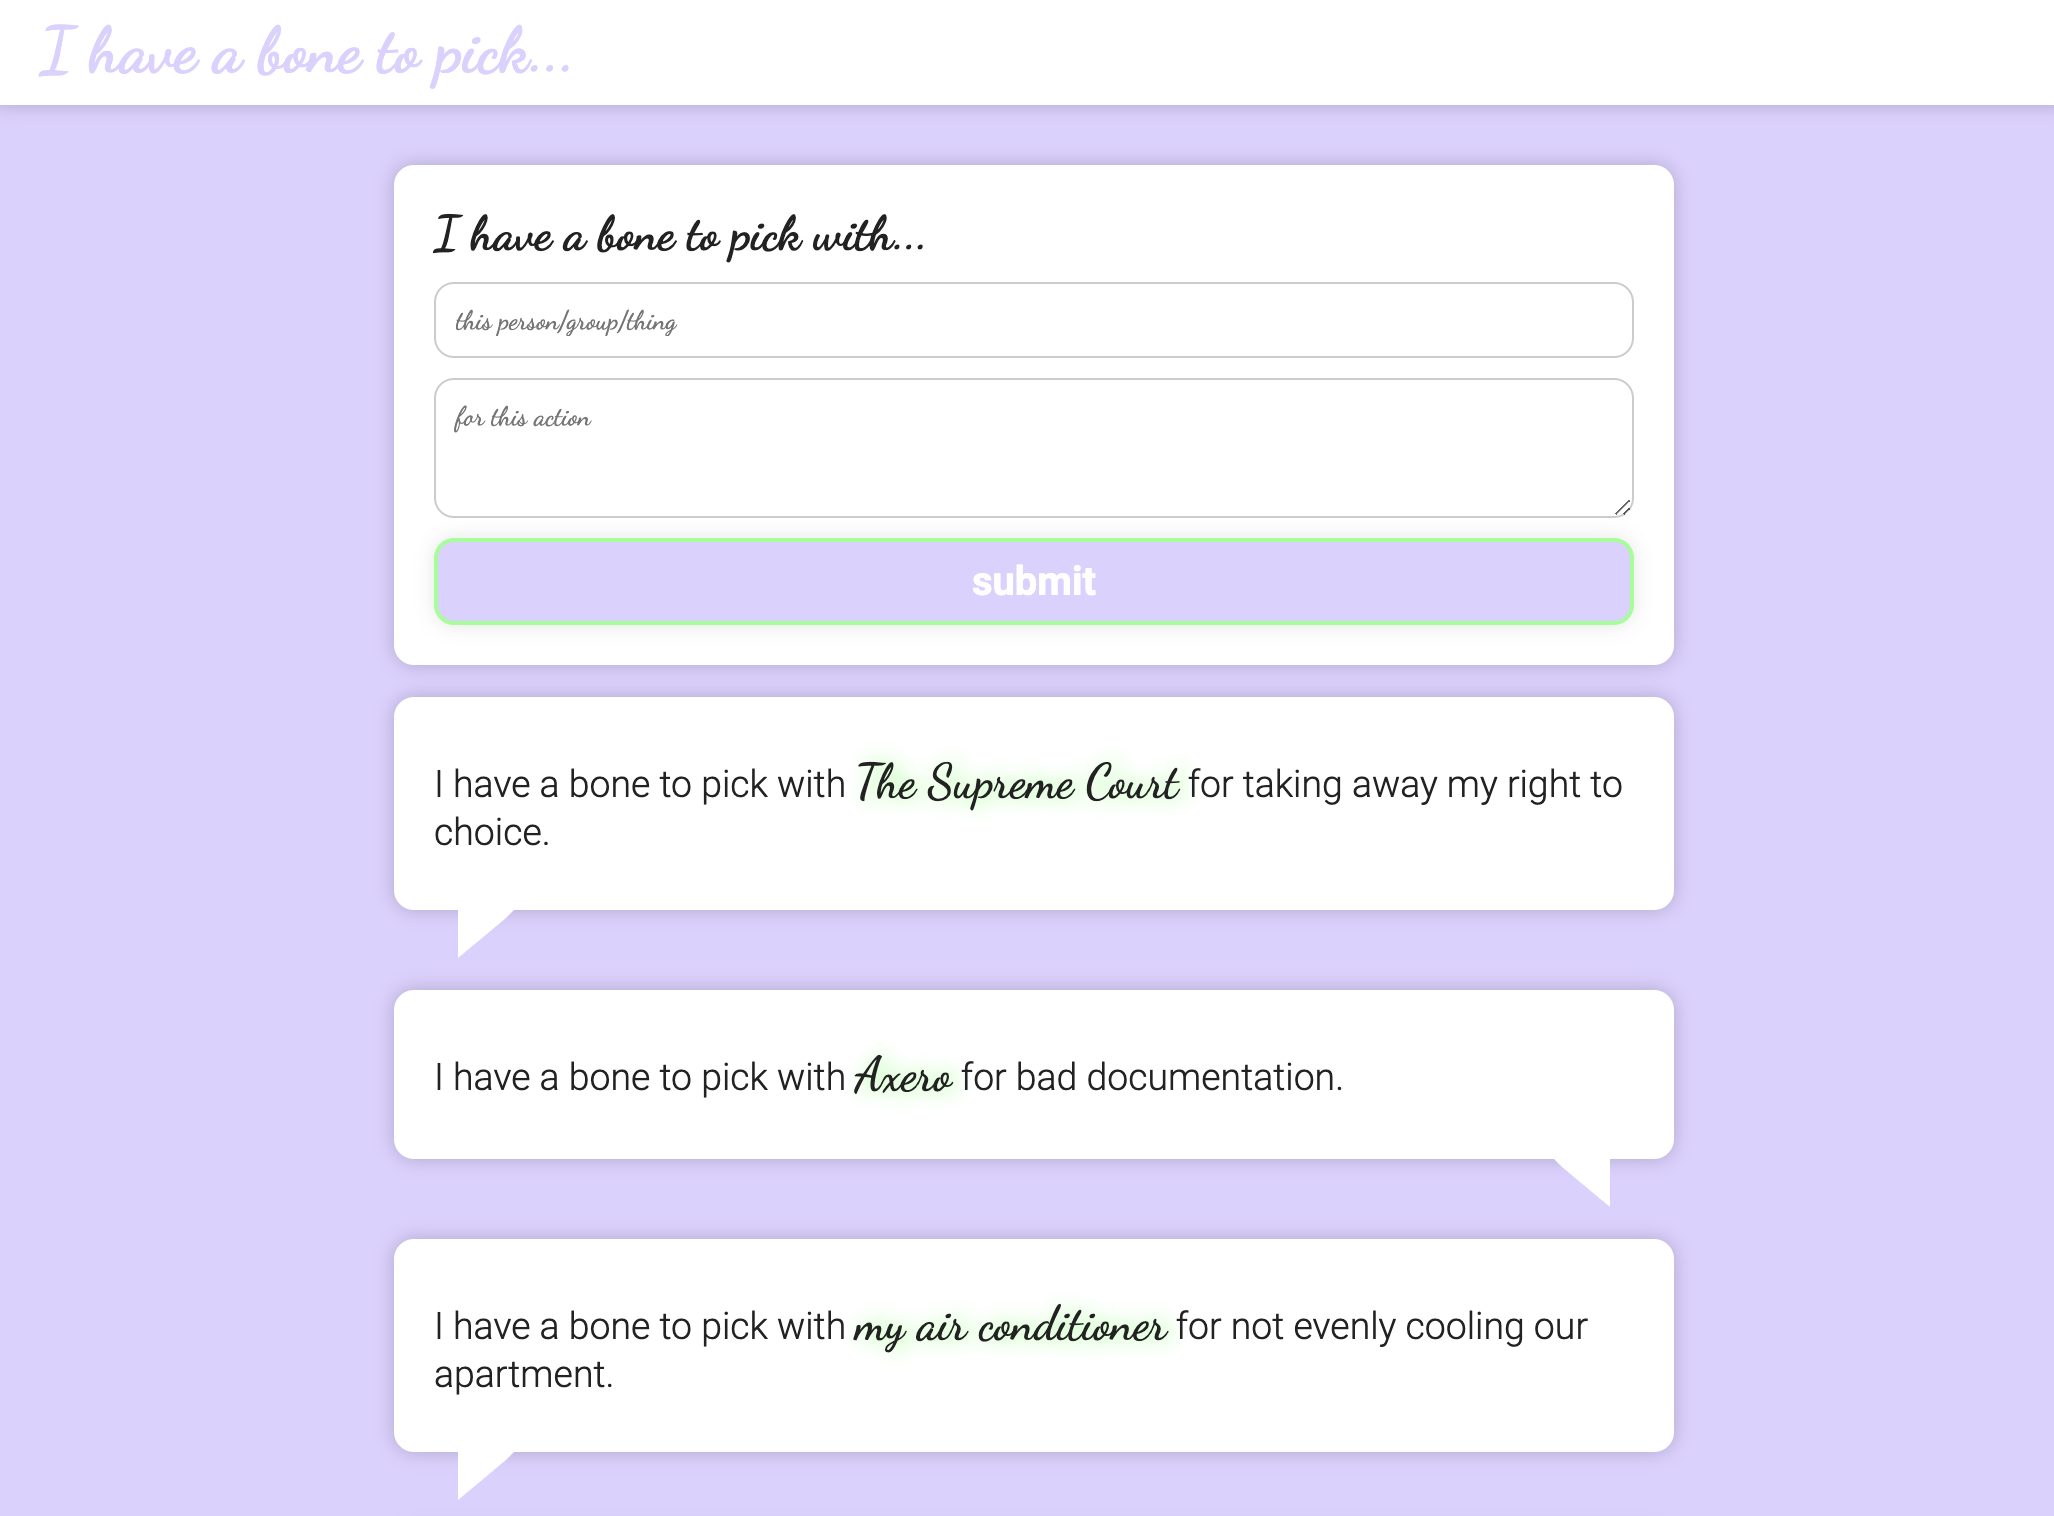 I have a bone to pick...
I have a bone to pick with...
this person/group/thing
for this action
submit
I have a bone to pick with The Supreme Court for taking away my right to
choice.
I have a bone to pick with Axero for bad documentation.
I have a bone to pick with my air conditioner for not evenly cooling our
apartment.